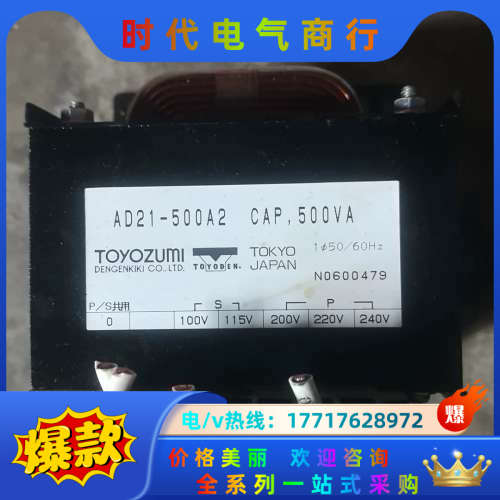 时代电气商行
AD21-500A2 CAP,500VA
TOYOZUMI
DENGENKI CO.,LTD.
TOYODEN
TOKYO
JAPAN
1φ50/60Hz
N0600479
P/S共用
S
P
0 100V 115V 200V 220V 240V
爆款
电/v热线：17717628972
爆
价格美丽 欢迎咨询
全系列一站式采购